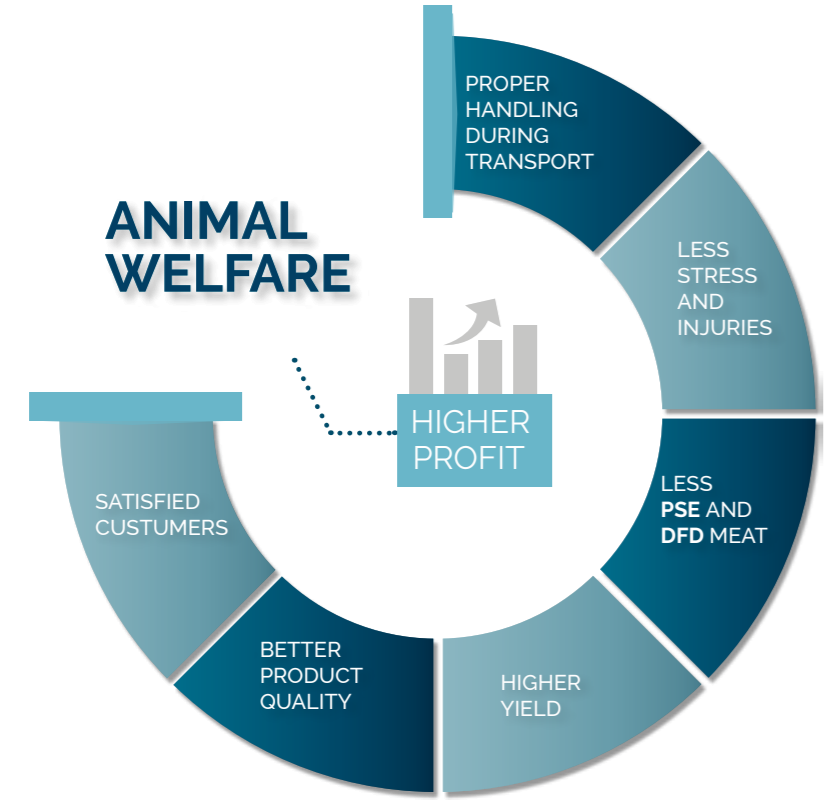 ANIMAL
WELFARE
PROPER
HANDLING
DURING
TRANSPORT
LESS
STRESS
AND
INJURIES
LESS
PSE AND
DFD MEAT
HIGHER
YIELD
BETTER
PRODUCT
QUALITY
SATISFIED
CUSTUMERS
HIGHER
PROFIT